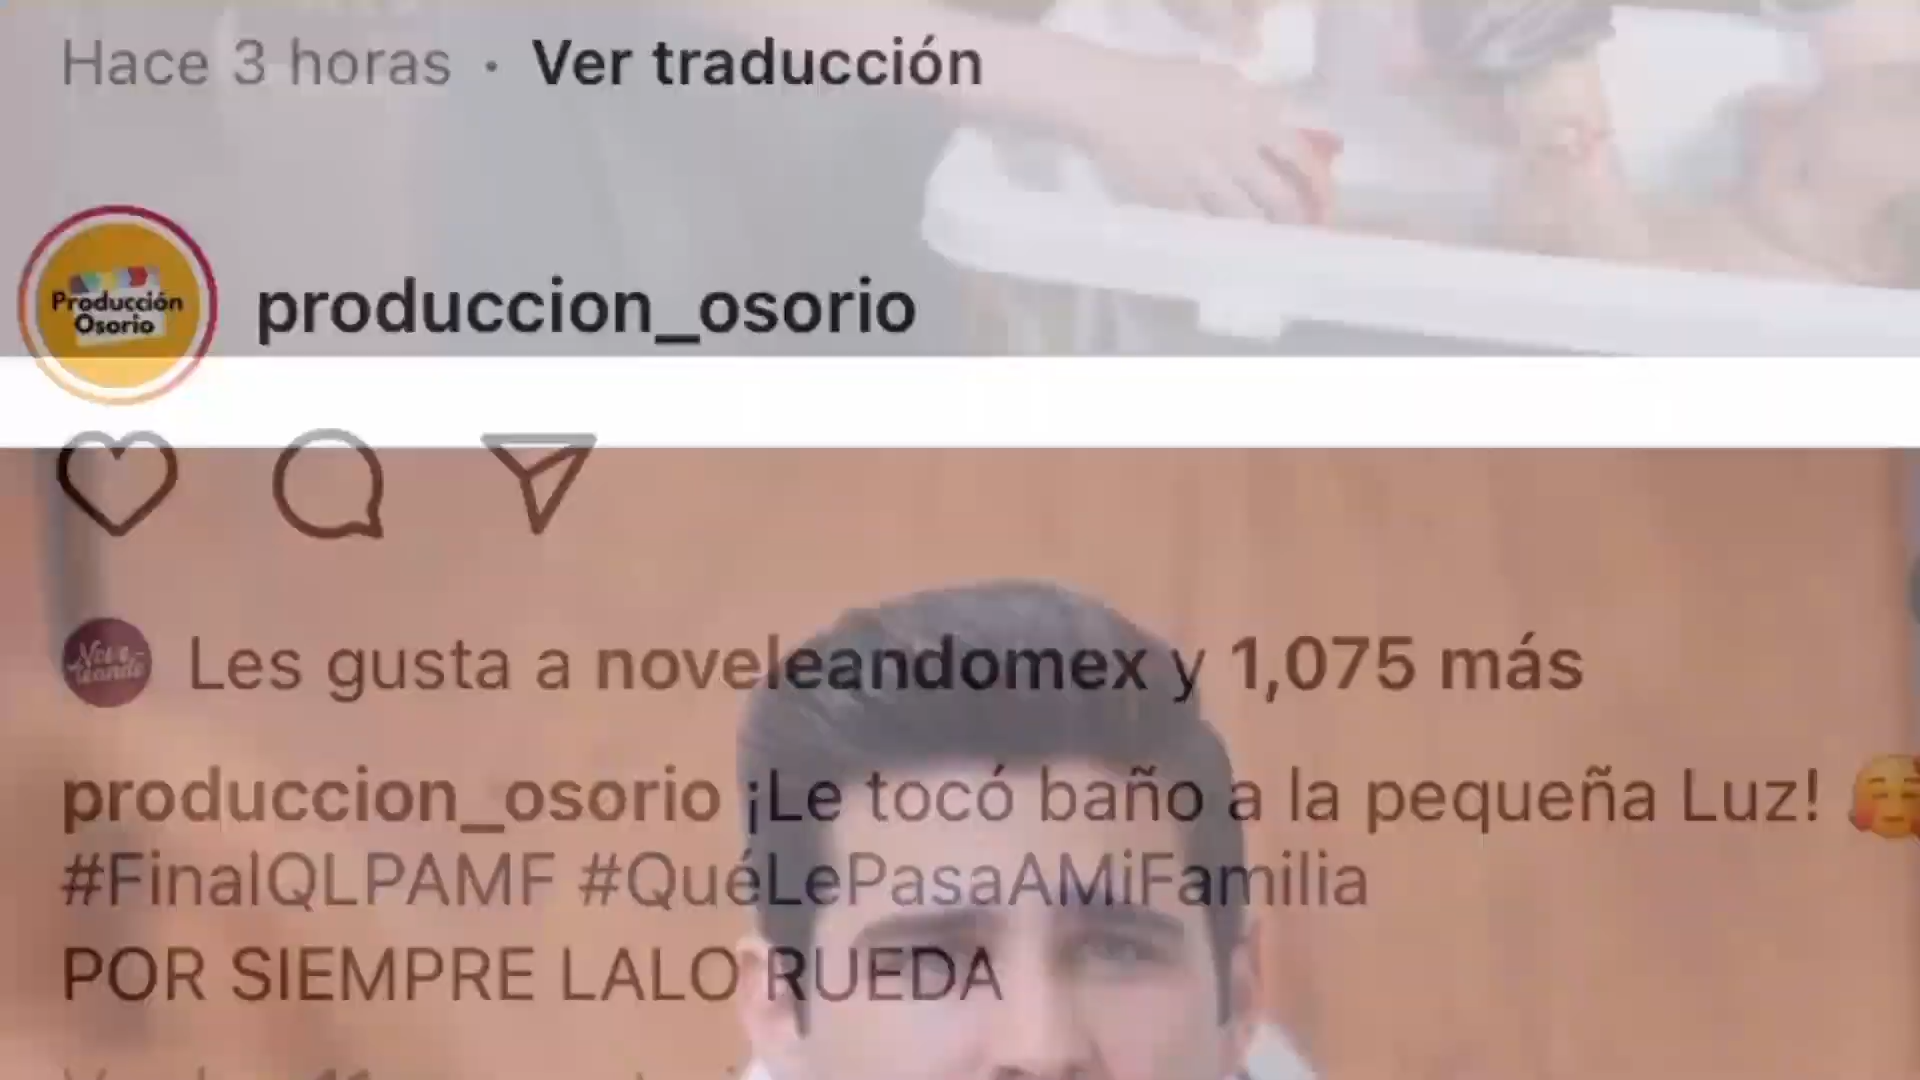 Hace 3 horas · Ver traducción
Producción
Osorio
produccion_osorio
Les gusta a noveleandomex y 1,075 más
produccion_osorio ¡Le tocó baño a la pequeña Luz! 🥰
#FinalQLPAMF #QuéLePasaAMiFamilia
POR SIEMPRE LALO RUEDA